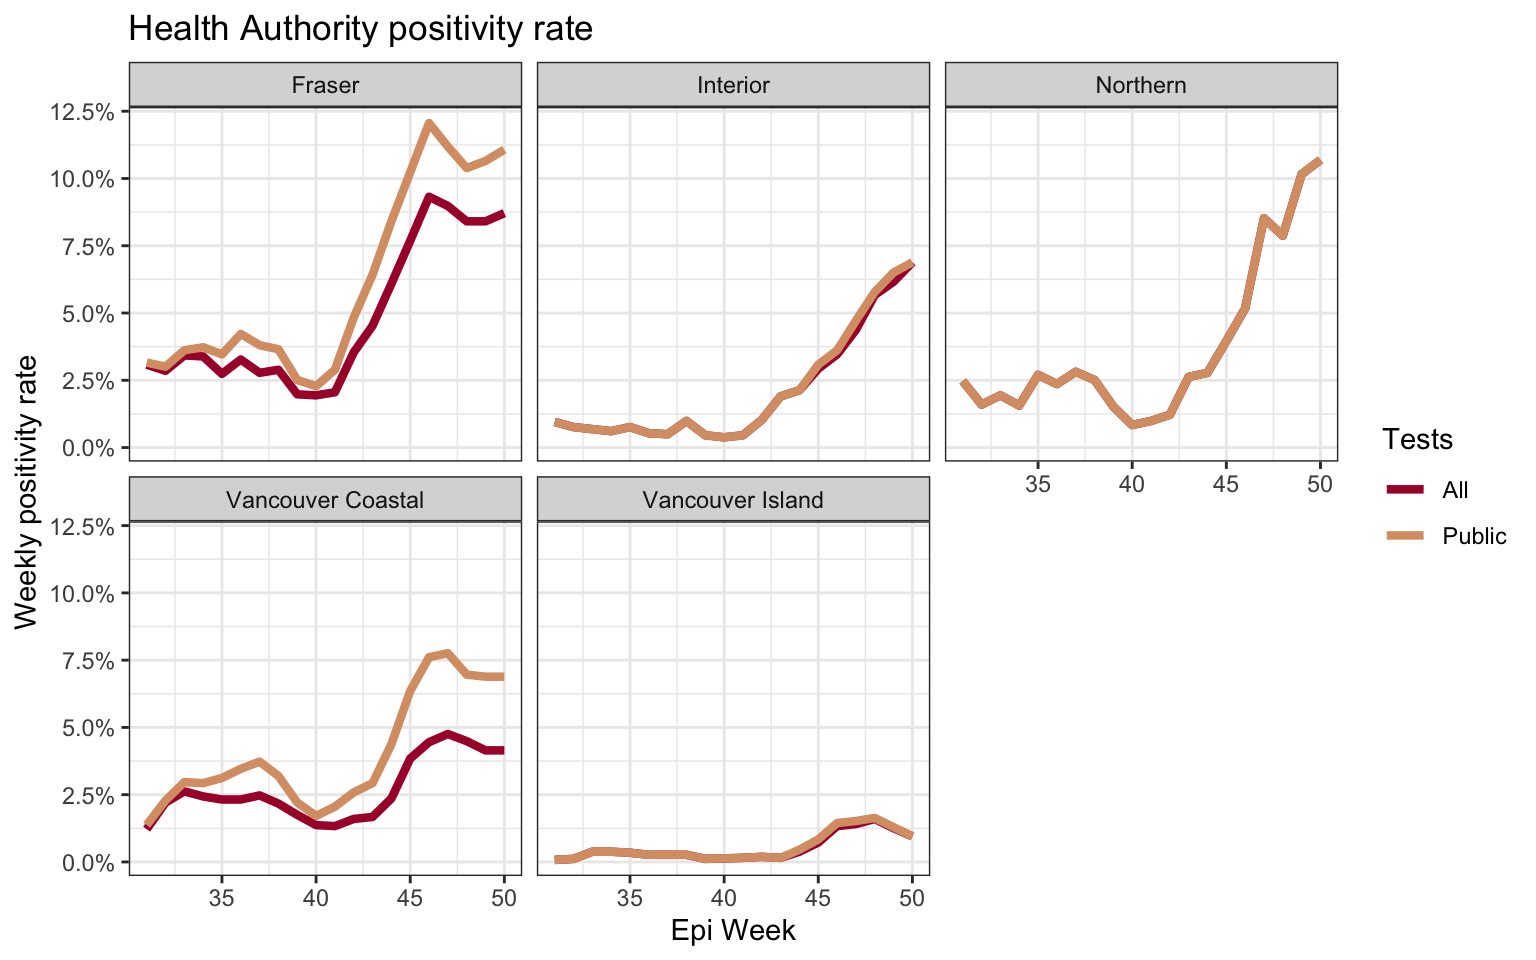 Health Authority positivity rate
Fraser
Interior
Northern
12.5%
10.0%
7.5%
5.0%
2.5%
0.0%
35
40
45
50
Vancouver Coastal
Vancouver Island
12.5%
10.0%
7.5%
5.0%
2.5%
0.0%
35
40
45
50
35
40
45
50
Epi Week
Weekly positivity rate
Tests
All
Public